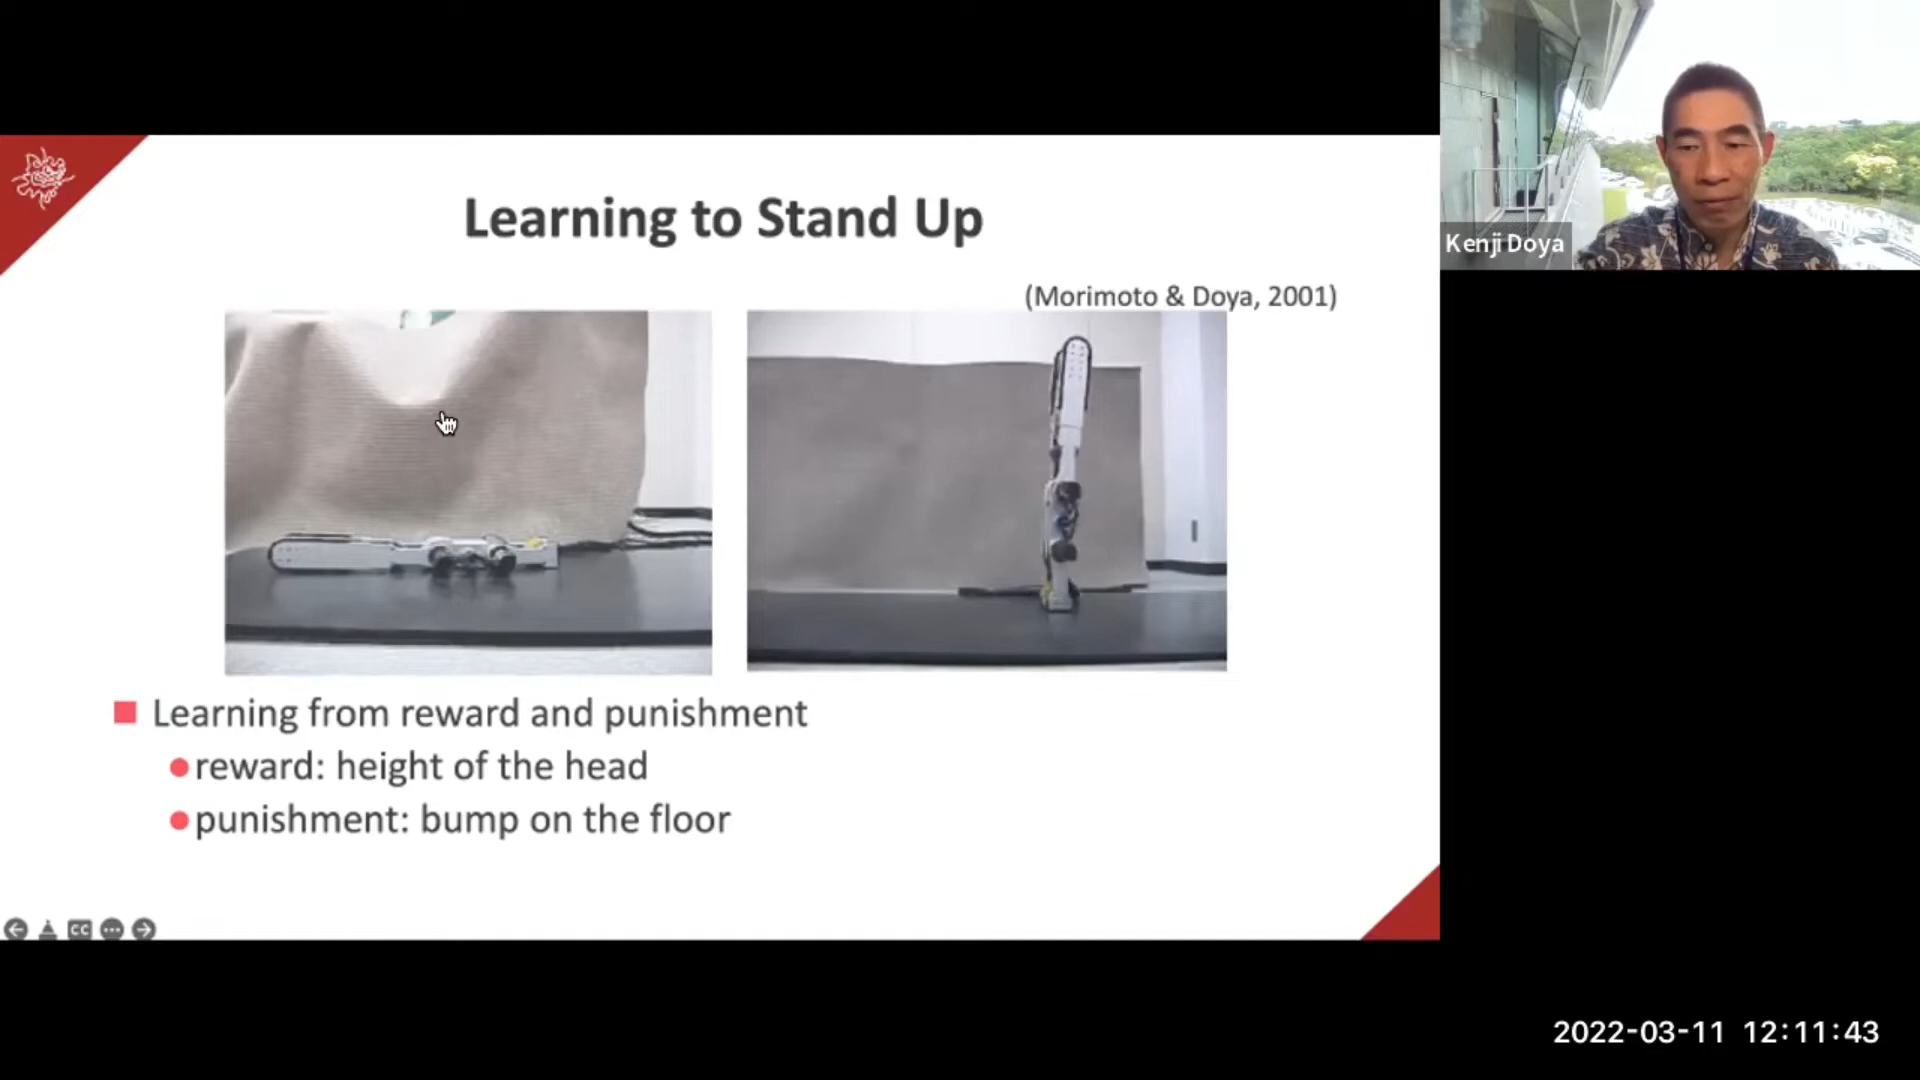 Learning to Stand Up
(Morimoto & Doya, 2001)
Learning from reward and punishment
reward: height of the head
punishment: bump on the floor
CC
Kenji Doya
2022-03-11 12:11:43